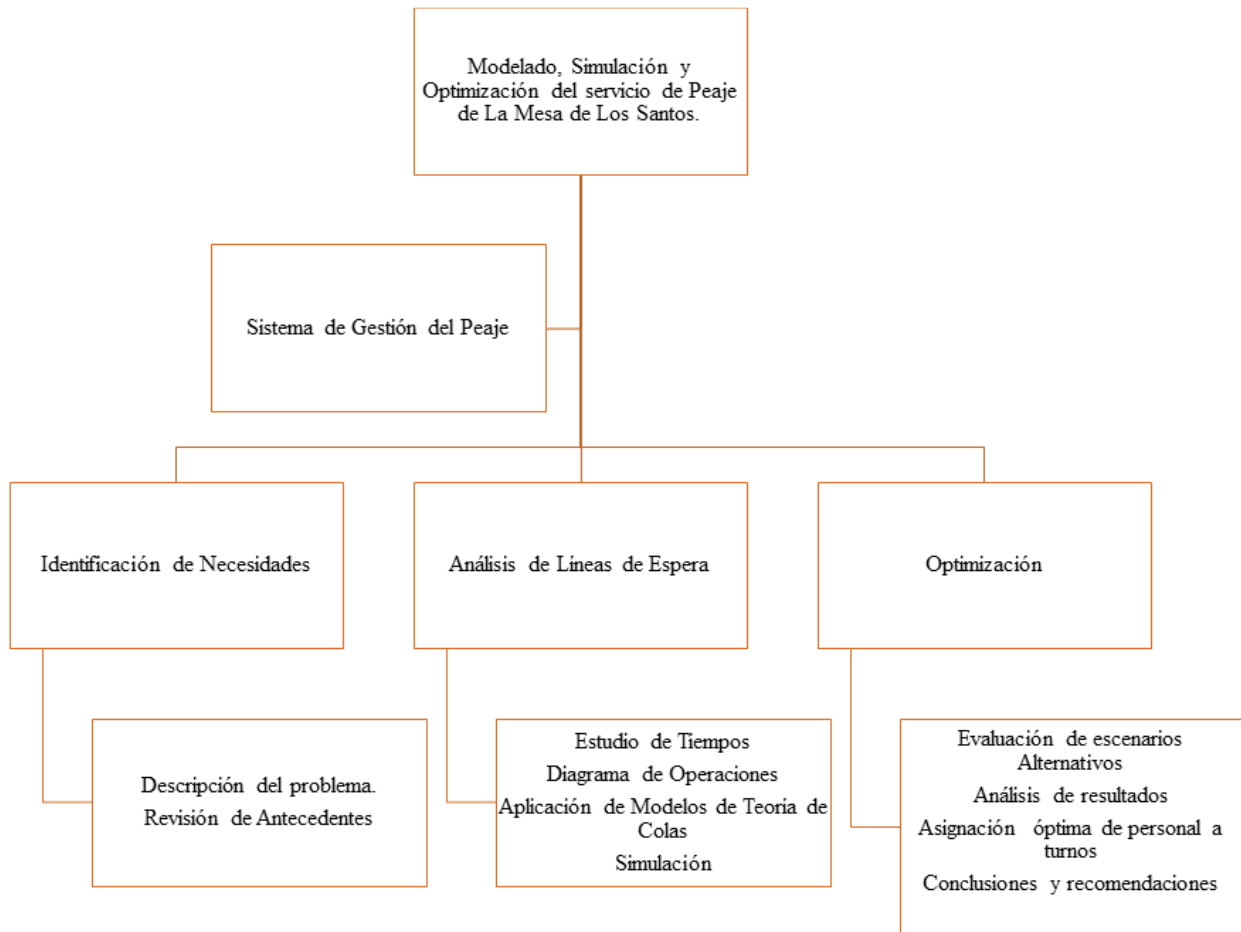 Modelado, Simulación y
Optimización del servicio de Peaje
de La Mesa de Los Santos.
Sistema de Gestión del Peaje
Identificación de Necesidades
Análisis de Líneas de Espera
Optimización
Descripción del problema.
Revisión de Antecedentes
Estudio de Tiempos
Diagrama de Operaciones
Aplicación de Modelos de Teoría de
Colas
Simulación
Evaluación de escenarios
Alternativos
Análisis de resultados
Asignación óptima de personal a
turnos
Conclusiones y recomendaciones